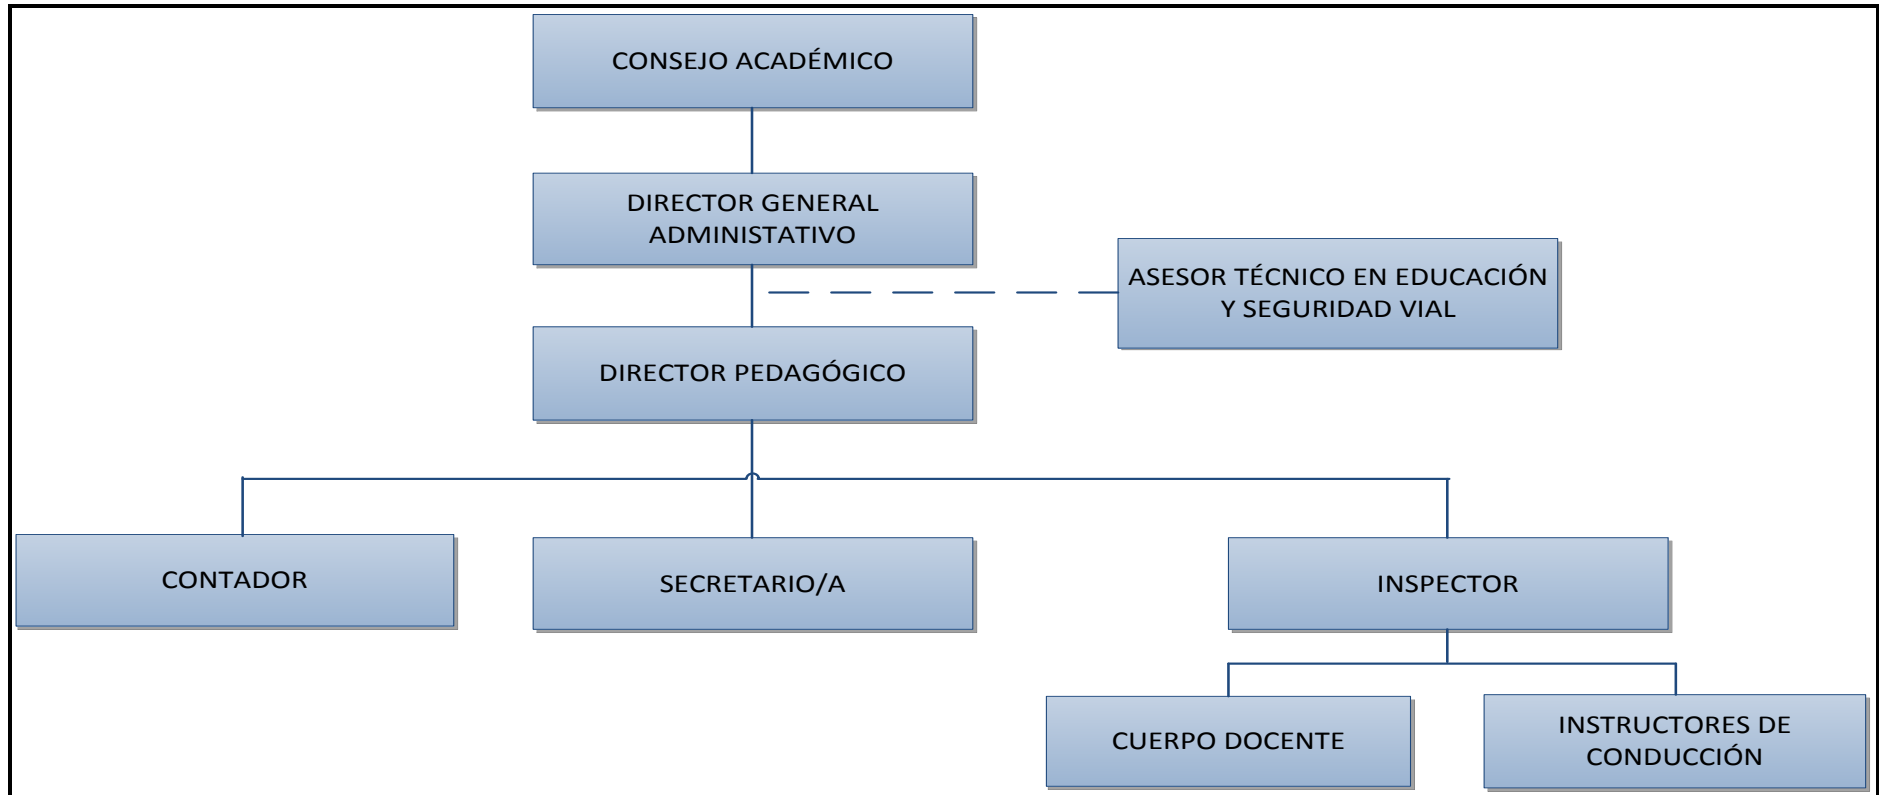 CONSEJO ACADÉMICO
DIRECTOR GENERAL
ADMINISTATIVO
ASESOR TÉCNICO EN EDUCACIÓN
Y SEGURIDAD VIAL
DIRECTOR PEDAGÓGICO
CONTADOR
SECRETARIO/A
INSPECTOR
CUERPO DOCENTE
INSTRUCTORES DE
CONDUCCIÓN